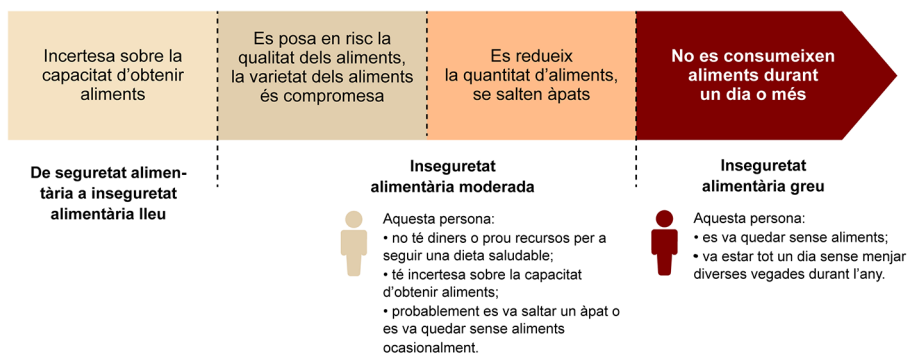 Incertesa sobre la
capacitat d'obtenir
aliments
Es posa en risc la
qualitat dels aliments,
la varietat dels aliments
és compromesa
Es redueix
la quantitat d'aliments,
se salten àpats
No es consumeixen
aliments durant
un dia o més
De seguretat alimen-
tària a inseguretat
alimentària lleu
Inseguretat
alimentària moderada
Aquesta persona:
• no té diners o prou recursos per a
seguir una dieta saludable;
• té incertesa sobre la capacitat
d'obtenir aliments;
• probablement es va saltar un àpat o
es va quedar sense aliments
ocasionalment.
Inseguretat
alimentària greu
Aquesta persona:
• es va quedar sense aliments;
• va estar tot un dia sense menjar
diverses vegades durant l'any.